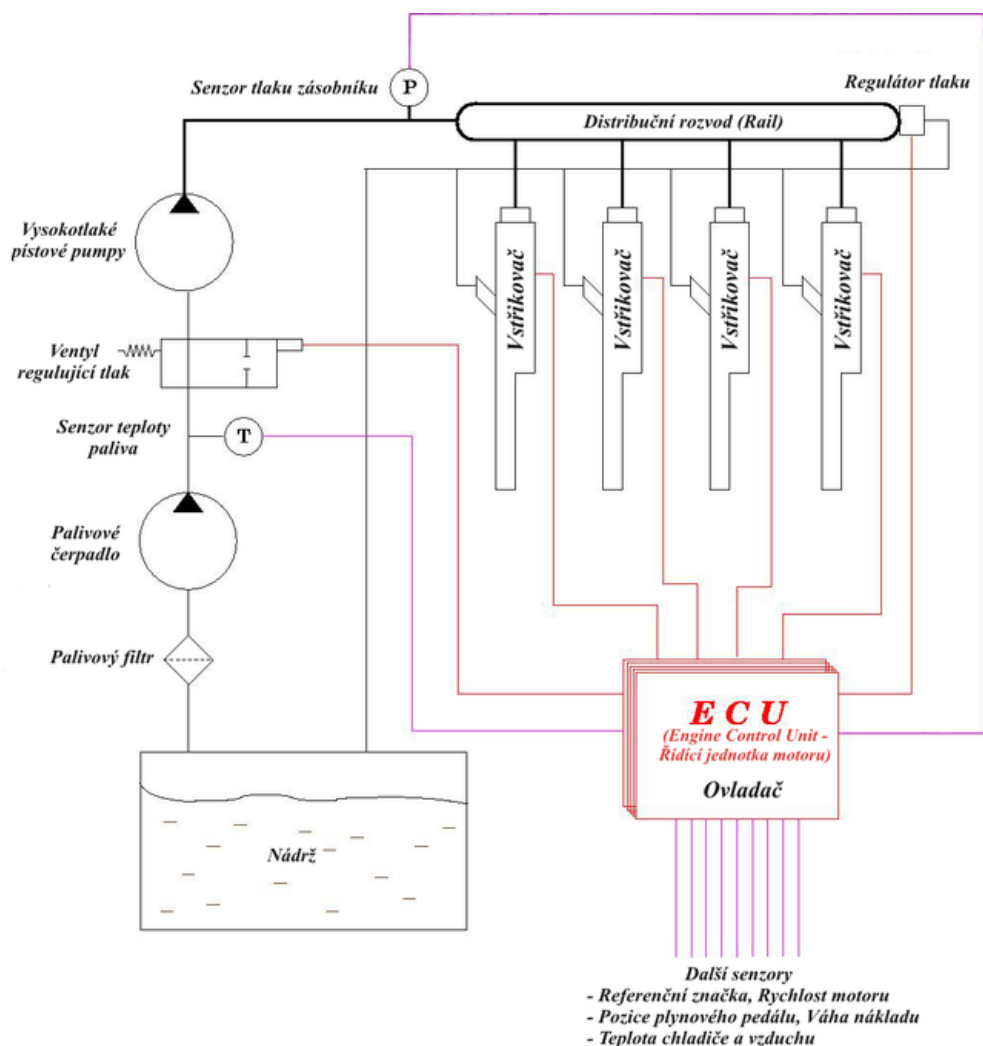 Senzor tlaku zásobníku
P
Regulátor tlaku
Distribuční rozvod (Rail)
Vysokotlaké
pístové pumpy
Vstřikovač
Vstřikovač
Vstřikovač
Vstřikovač
Ventyl
regulující tlak
Senzor teploty
paliva
T
Palivové
čerpadlo
Palivový filtr
E C U
(Engine Control Unit -
Řídící jednotka motoru)
Ovladač
Nádrž
Další senzory
- Referenční značka, Rychlost motoru
- Pozice plynového pedálu, Váha nákladu
- Teplota chladiče a vzduchu